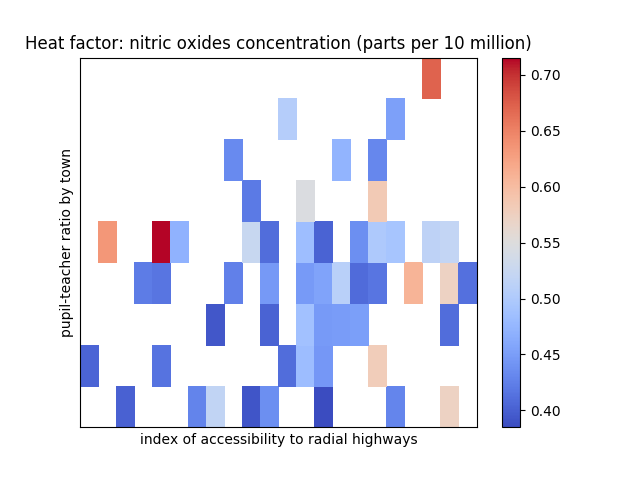 Heat factor: nitric oxides concentration (parts per 10 million)
pupil-teacher ratio by town
index of accessibility to radial highways
0.70
0.65
0.60
0.55
0.50
0.45
0.40